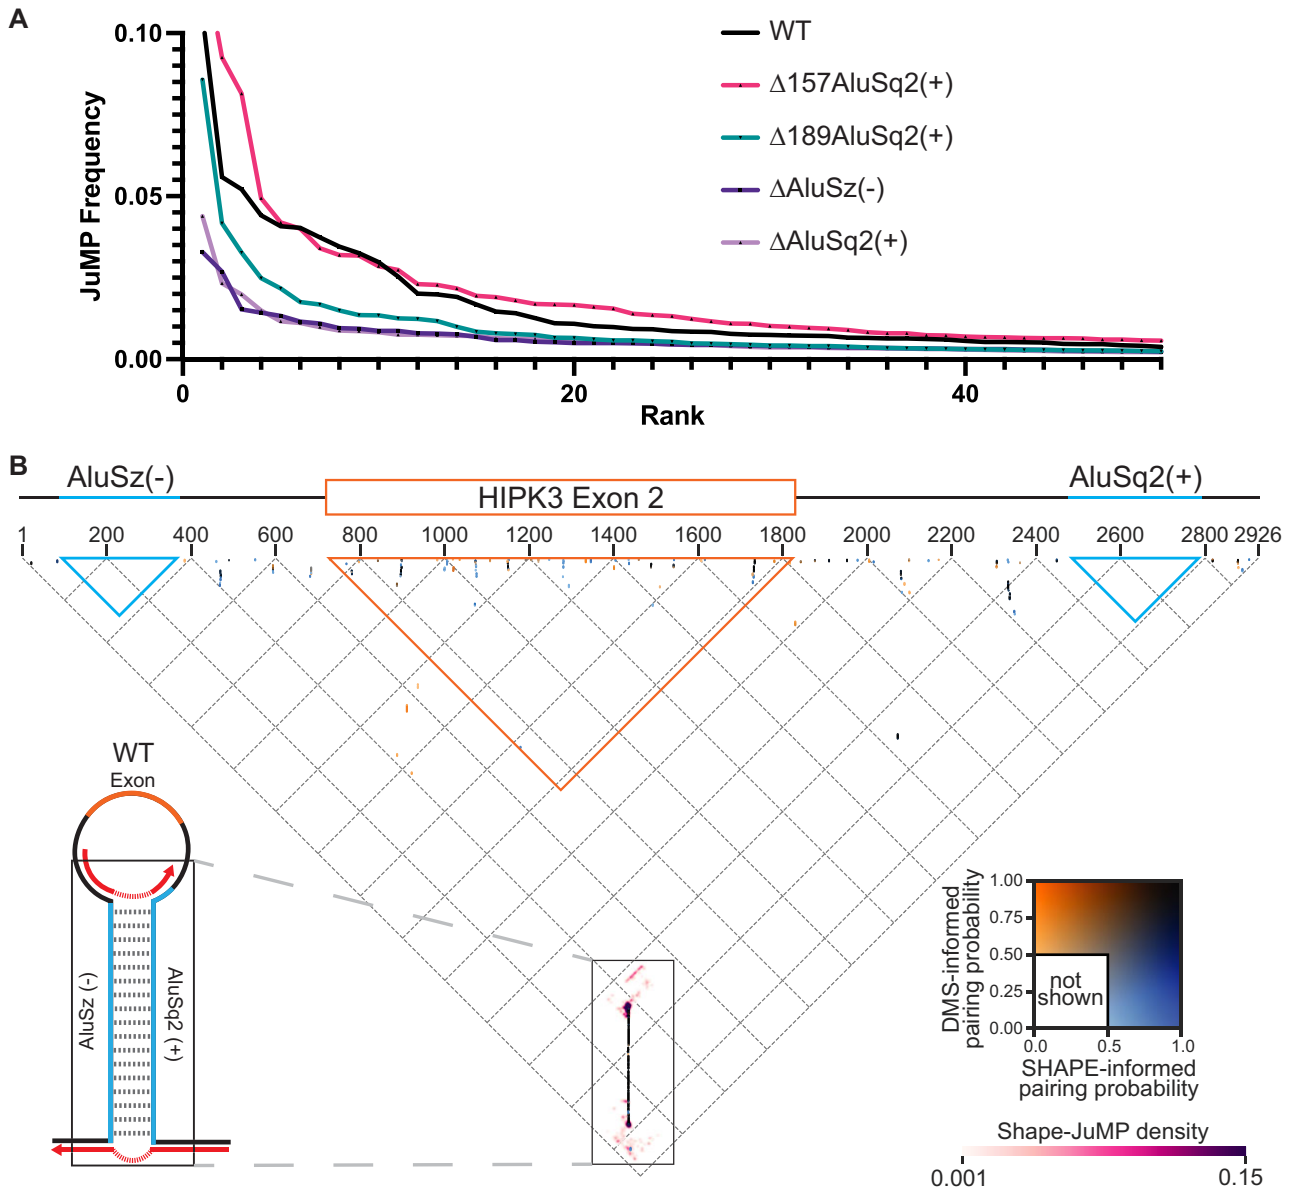 A
0.10
0.05
0.00
JuMP Frequency
0
20
40
Rank
WT
Δ157AluSq2(+)
Δ189AluSq2(+)
ΔAluSz(-)
ΔAluSq2(+)
B
AluSz(-)
HIPK3 Exon 2
AluSq2(+)
1 200 400 600 800 1000 1200 1400 1600 1800 2000 2200 2400 2600 2800 2926
WT
Exon
AluSz (-)
AluSq2 (+)
DMS-informed
pairing probability
1.00
0.75
0.50
0.25
0.00
not
shown
0.0 0.5 1.0
SHAPE-informed
pairing probability
Shape-JuMP density
0.001 0.15